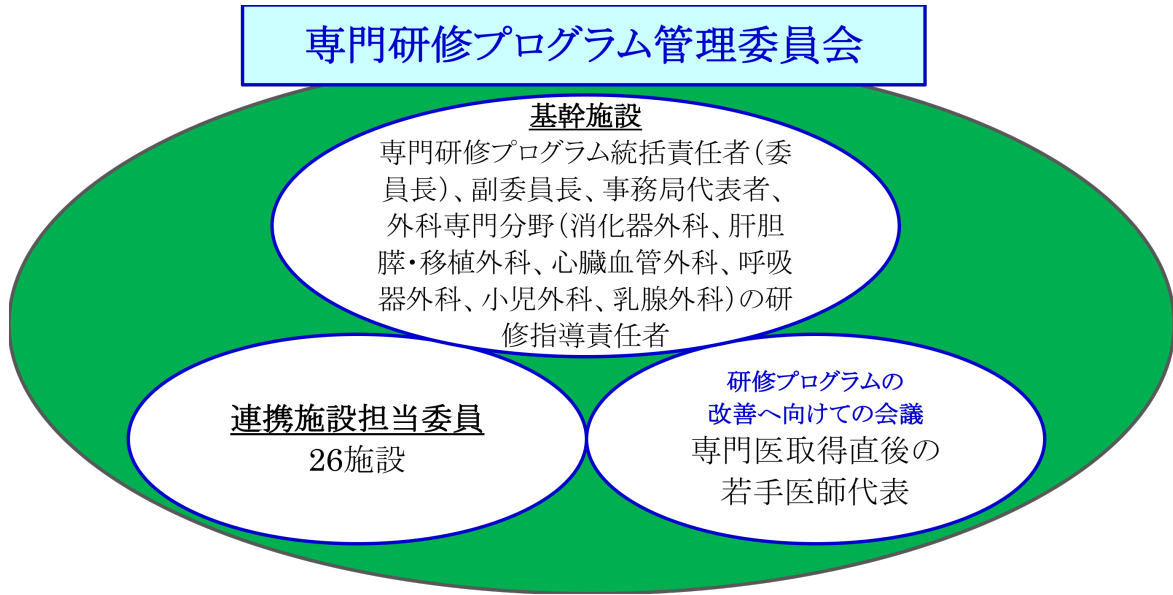 専門研修プログラム管理委員会
基幹施設
専門研修プログラム統括責任者(委
員長)、副委員長、事務局代表者、
外科専門分野(消化器外科、肝胆
膵・移植外科、心臓血管外科、呼吸
器外科、小児外科、乳腺外科)の研
修指導責任者
連携施設担当委員
26施設
研修プログラムの
改善へ向けての会議
専門医取得直後の
若手医師代表